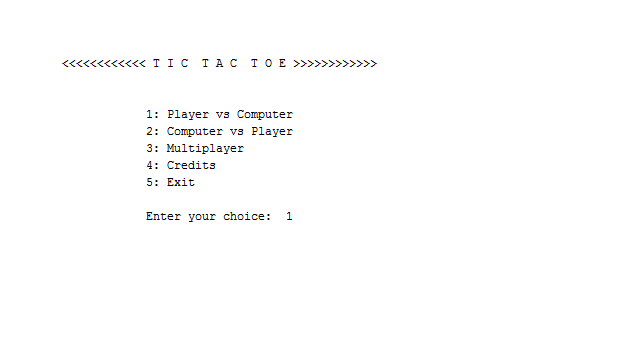 <<<<<<<<<<<< T I C  T A C  T O E >>>>>>>>>>>>
1: Player vs Computer
2: Computer vs Player
3: Multiplayer
4: Credits
5: Exit
Enter your choice:  1